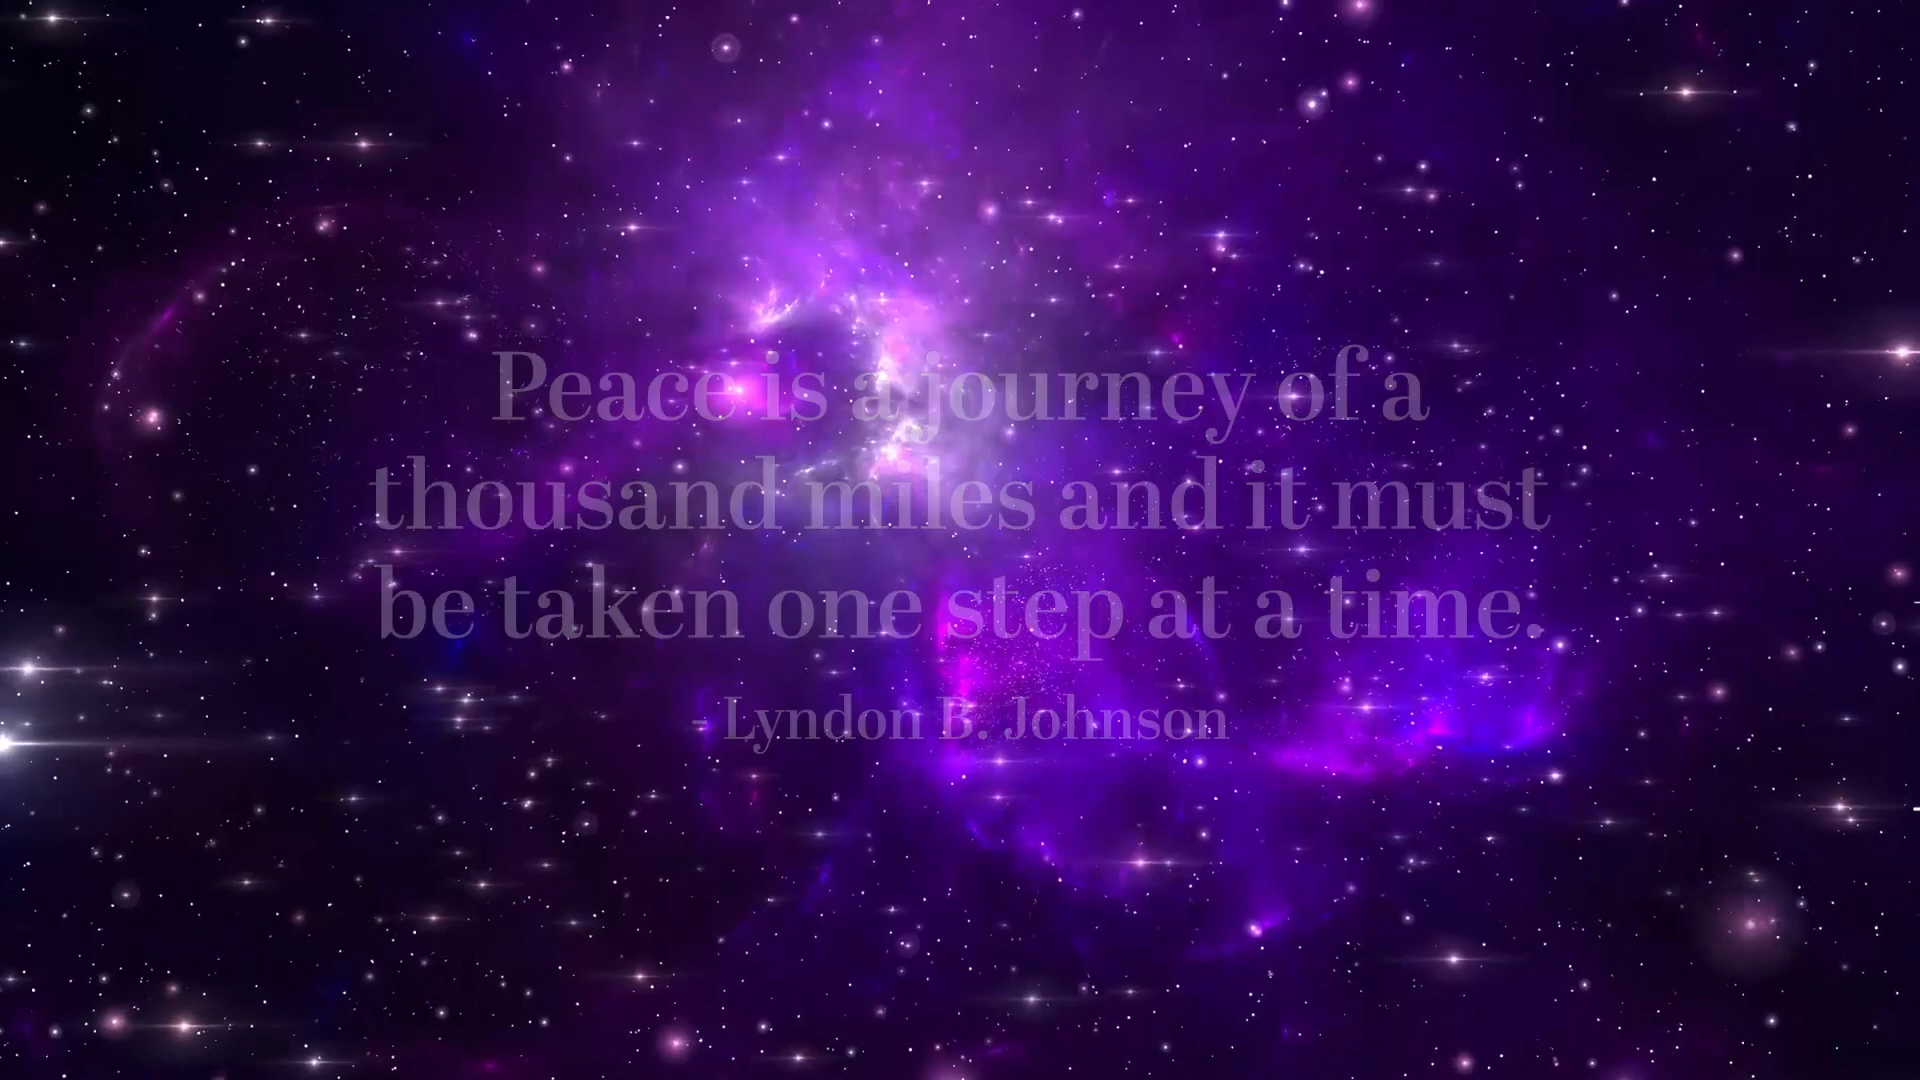 Peace is a journey of a
thousand miles and it must
be taken one step at a time.
- Lyndon B. Johnson